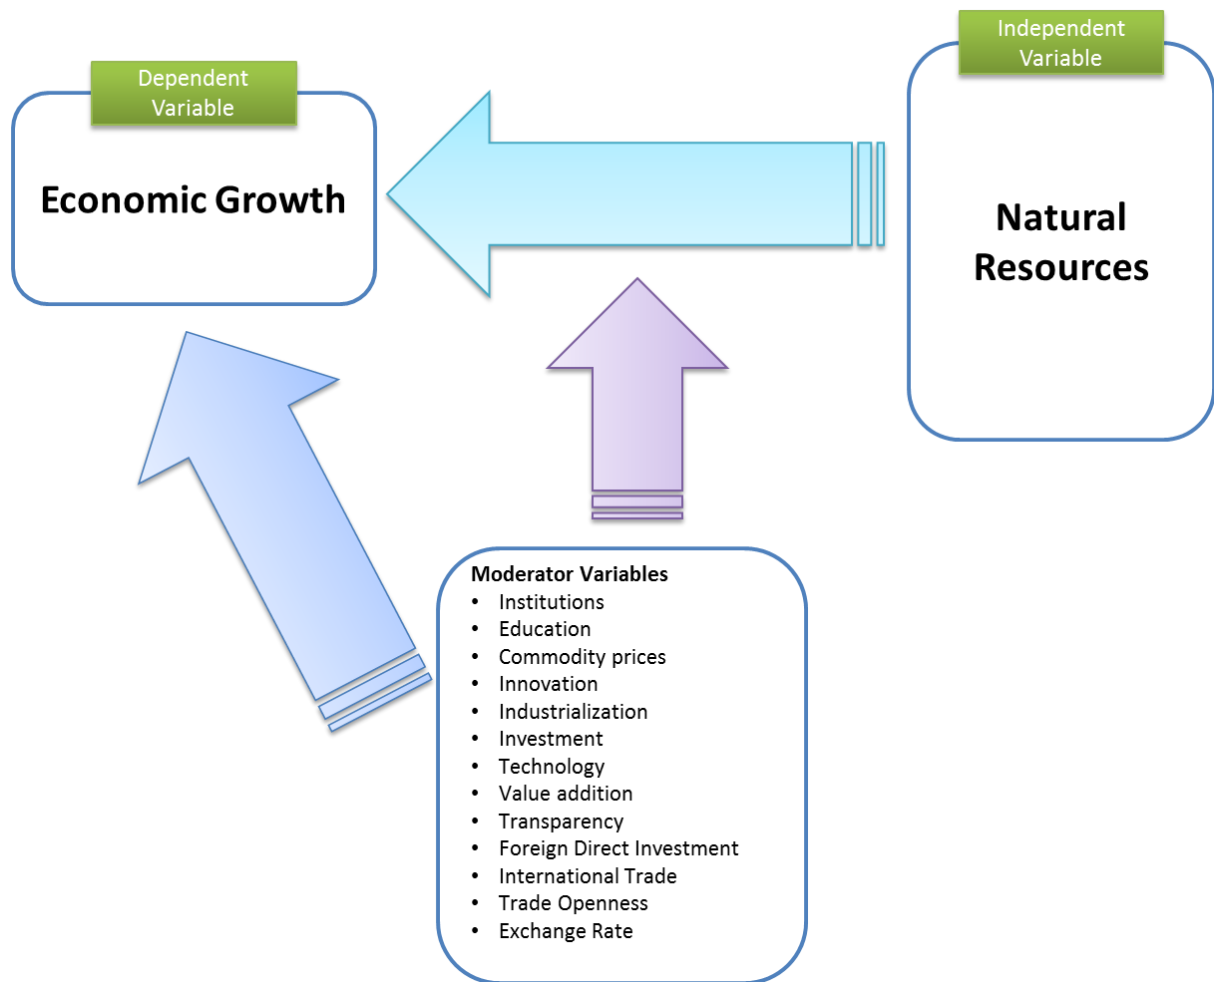 Dependent
Variable
Economic Growth
Independent
Variable
Natural
Resources
Moderator Variables
• Institutions
• Education
• Commodity prices
• Innovation
• Industrialization
• Investment
• Technology
• Value addition
• Transparency
• Foreign Direct Investment
• International Trade
• Trade Openness
• Exchange Rate